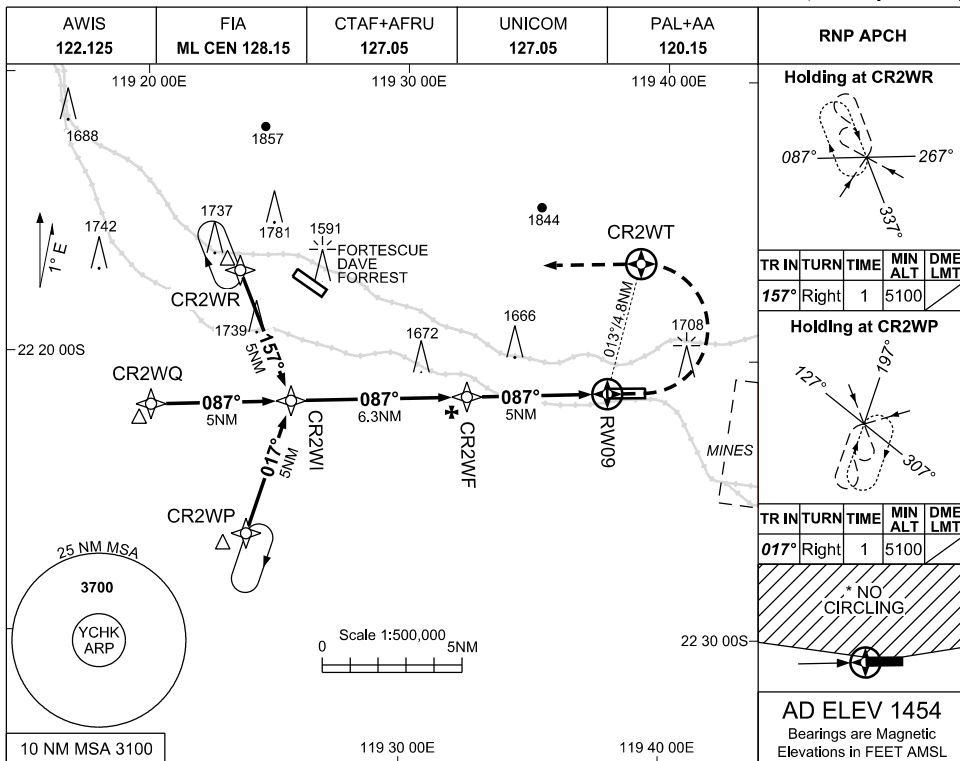 AWIS
122.125
FIA
ML CEN 128.15
CTAF+AFRU
127.05
UNICOM
127.05
PAL+AA
120.15
RNP APCH
119 20 00E
119 30 00E
119 40 00E
1688
1857
1742
1° E
1737
1781
1591
FORTESCUE
DAVE
FORREST
1844
CR2WT
CR2WR
1739
157°
5NM
1672
1666
013°/4.8NM
1708
22 20 00S
CR2WQ
087°
5NM
CR2WI
087°
6.3NM
CR2WF
087°
5NM
RW09
MINES
017°
5NM
CR2WP
25 NM MSA
3700
YCHK
ARP
10 NM MSA 3100
Scale 1:500,000
0
5NM
22 30 00S
119 30 00E
119 40 00E
Holding at CR2WR
087°
267°
337°
TR IN TURN TIME MIN ALT DME LMT
157° Right 1 5100
Holding at CR2WP
197°
127°
307°
TR IN TURN TIME MIN ALT DME LMT
017° Right 1 5100
* NO
CIRCLING
AD ELEV 1454
Bearings are Magnetic
Elevations in FEET AMSL